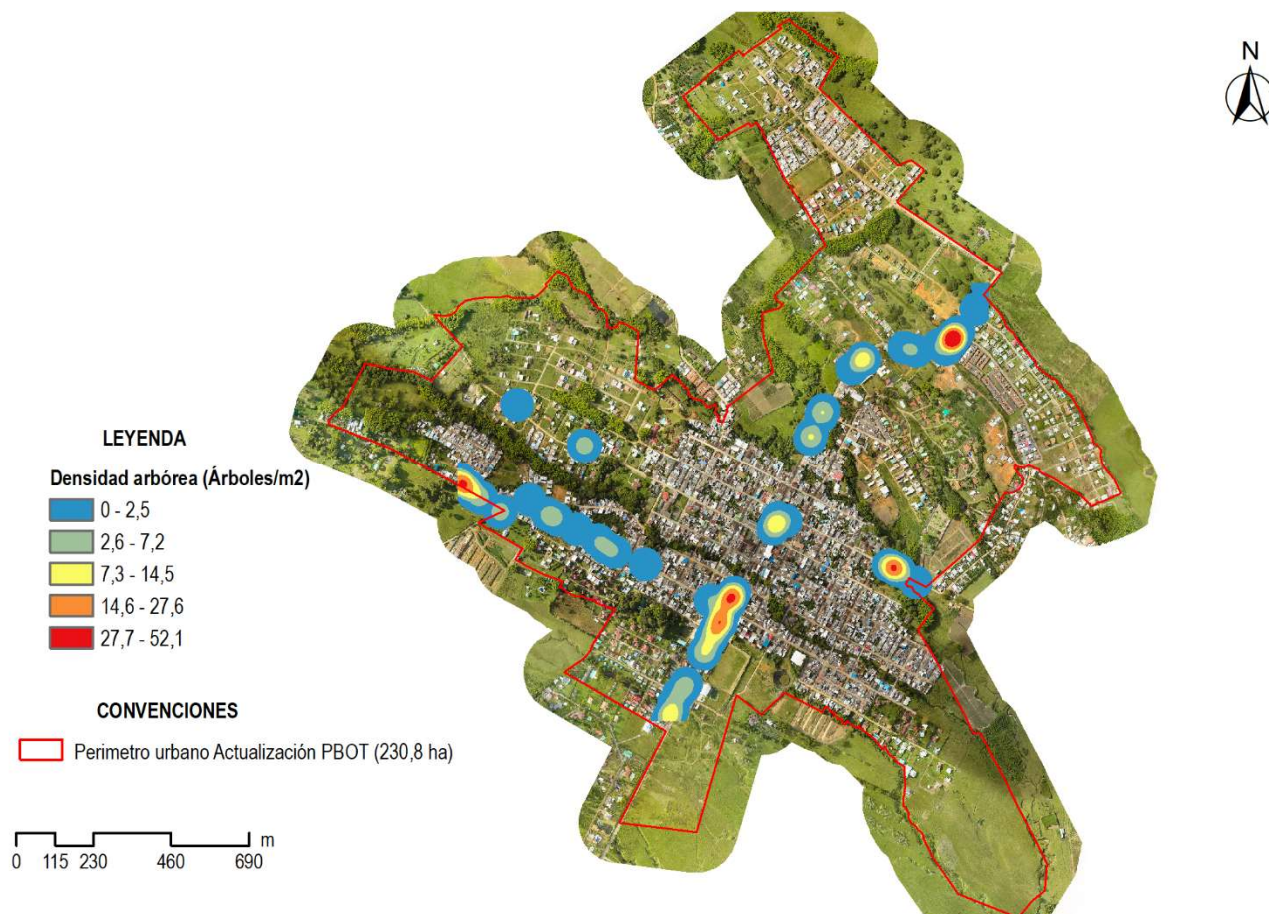 N
LEYENDA
Densidad arbórea (Árboles/m2)
0 - 2,5
2,6 - 7,2
7,3 - 14,5
14,6 - 27,6
27,7 - 52,1
CONVENCIONES
Perimetro urbano Actualización PBOT (230,8 ha)
m
0 115 230 460 690